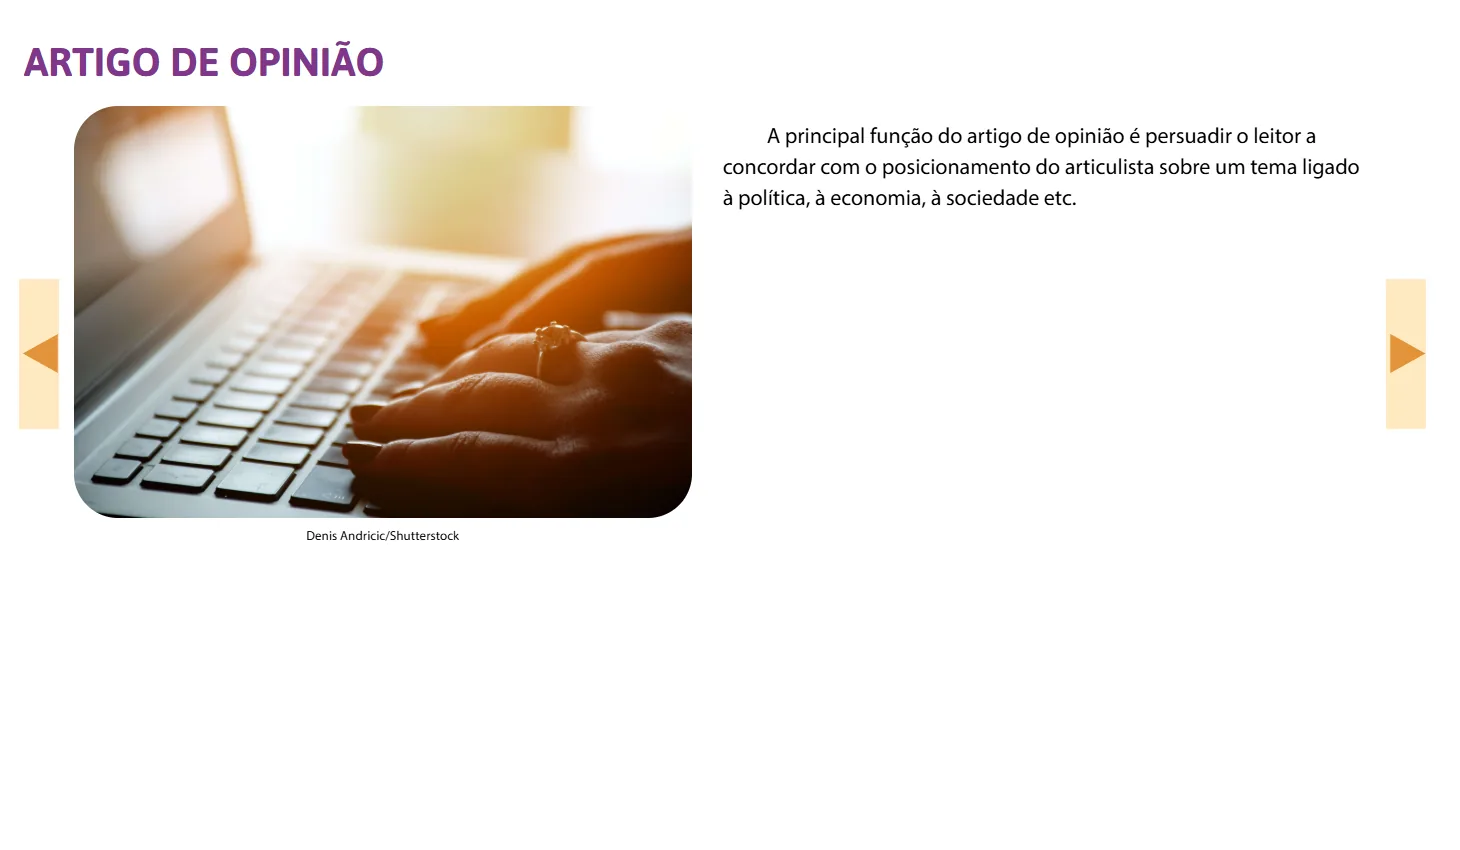 ARTIGO DE OPINIÃO
A principal função do artigo de opinião é persuadir o leitor a
concordar com o posicionamento do articulista sobre um tema ligado
à política, à economia, à sociedade etc.
Denis Andricic/Shutterstock